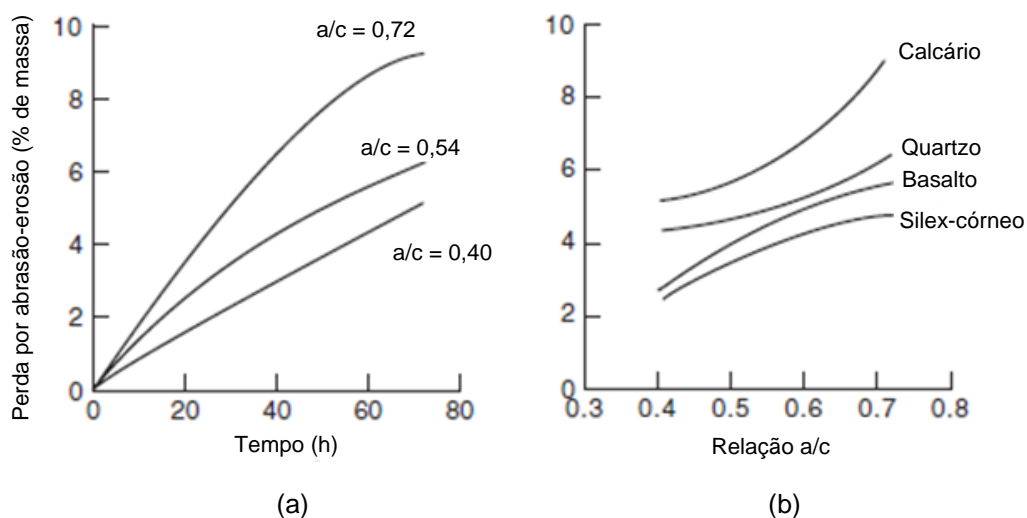 Perda por abrasão-erosão (% de massa)
10
8
6
4
2
0
a/c = 0,72
a/c = 0,54
a/c = 0,40
0 20 40 60 80
Tempo (h)
(a)
10
8
6
4
2
0
Calcário
Quartzo
Basalto
Silex-córneo
0.3 0.4 0.5 0.6 0.7 0.8
Relação a/c
(b)